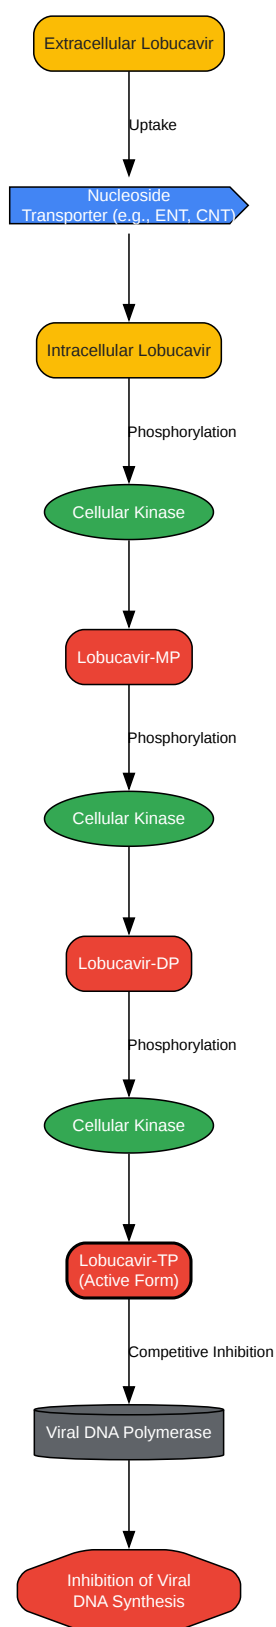 Extracellular Lobucavir
Uptake
Nucleoside
Transporter (e.g., ENT, CNT)
Intracellular Lobucavir
Phosphorylation
Cellular Kinase
Lobucavir-MP
Phosphorylation
Cellular Kinase
Lobucavir-DP
Phosphorylation
Cellular Kinase
Lobucavir-TP
(Active Form)
Competitive Inhibition
Viral DNA Polymerase
Inhibition of Viral
DNA Synthesis